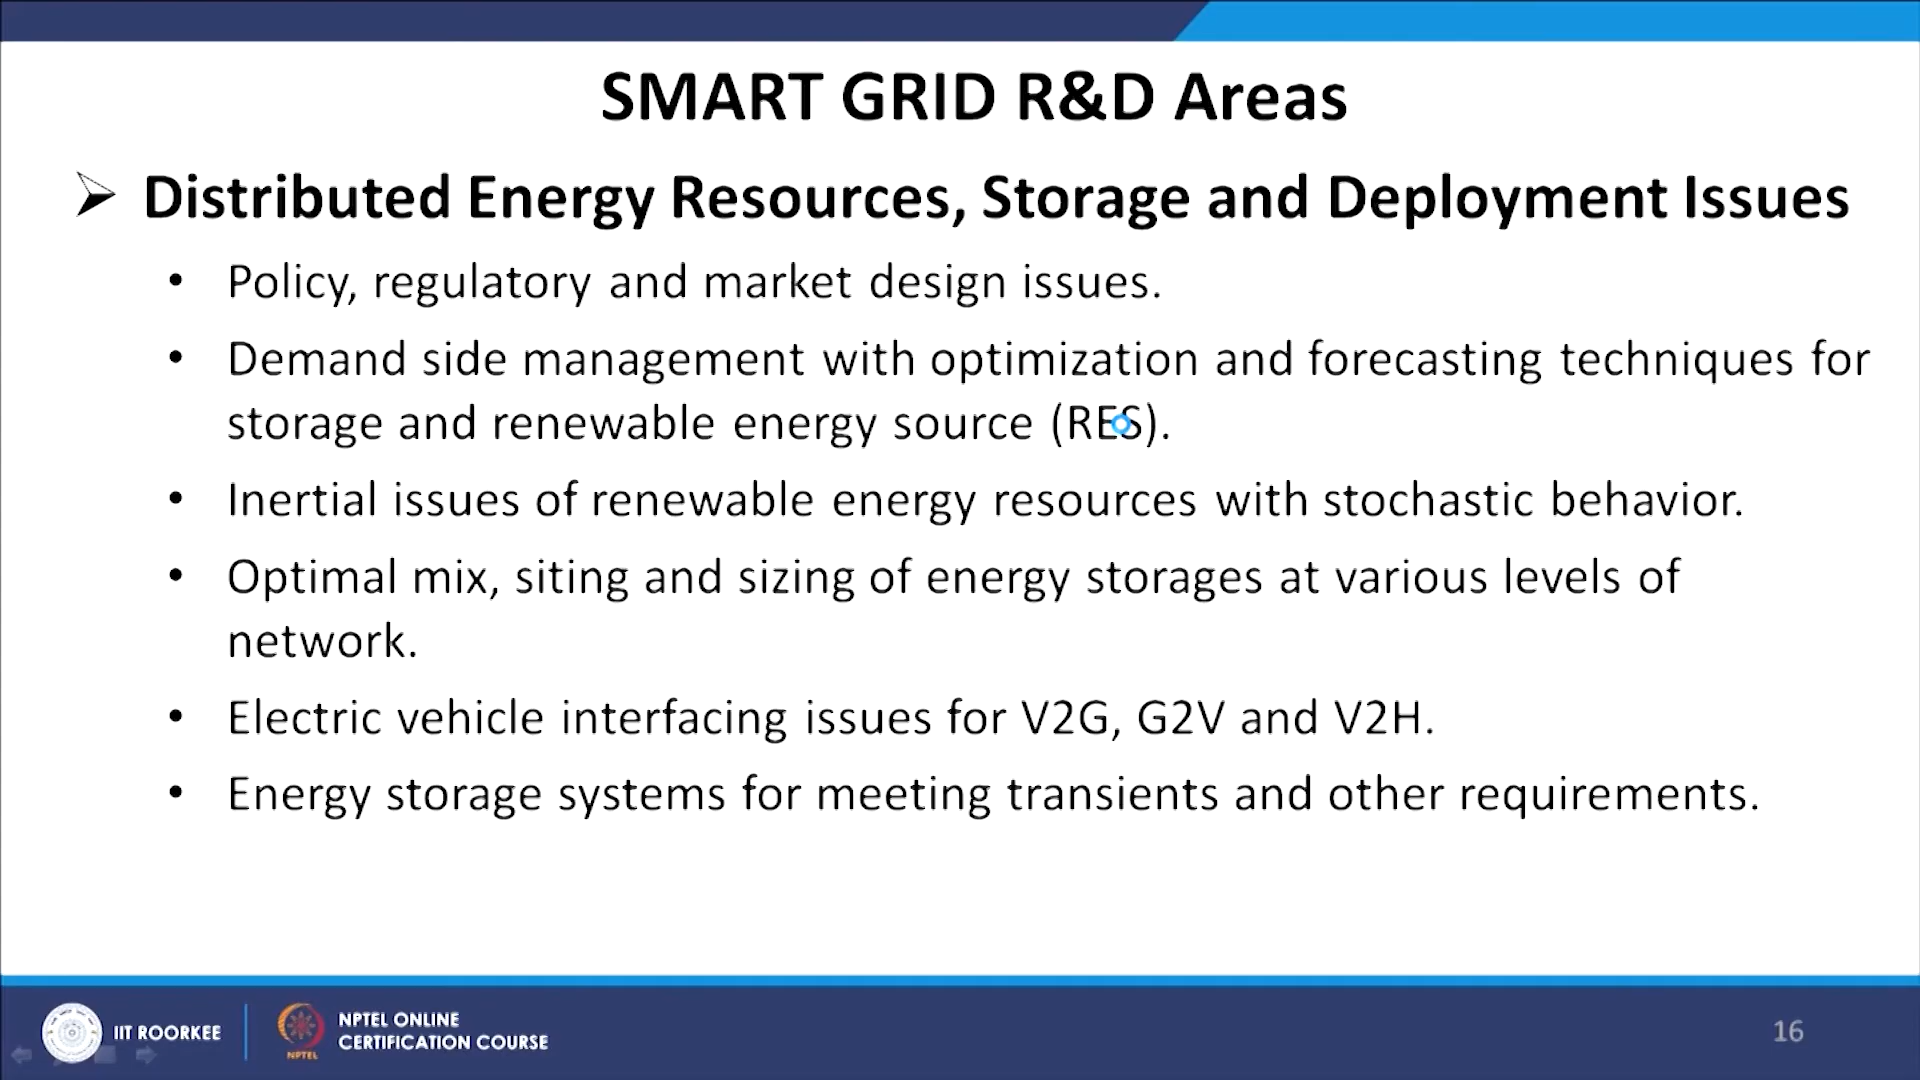 SMART GRID R&D Areas
➢ Distributed Energy Resources, Storage and Deployment Issues
• Policy, regulatory and market design issues.
• Demand side management with optimization and forecasting techniques for
storage and renewable energy source (RES).
• Inertial issues of renewable energy resources with stochastic behavior.
• Optimal mix, siting and sizing of energy storages at various levels of
network.
• Electric vehicle interfacing issues for V2G, G2V and V2H.
• Energy storage systems for meeting transients and other requirements.
IIT ROORKEE
NPTEL
NPTEL ONLINE
CERTIFICATION COURSE
16